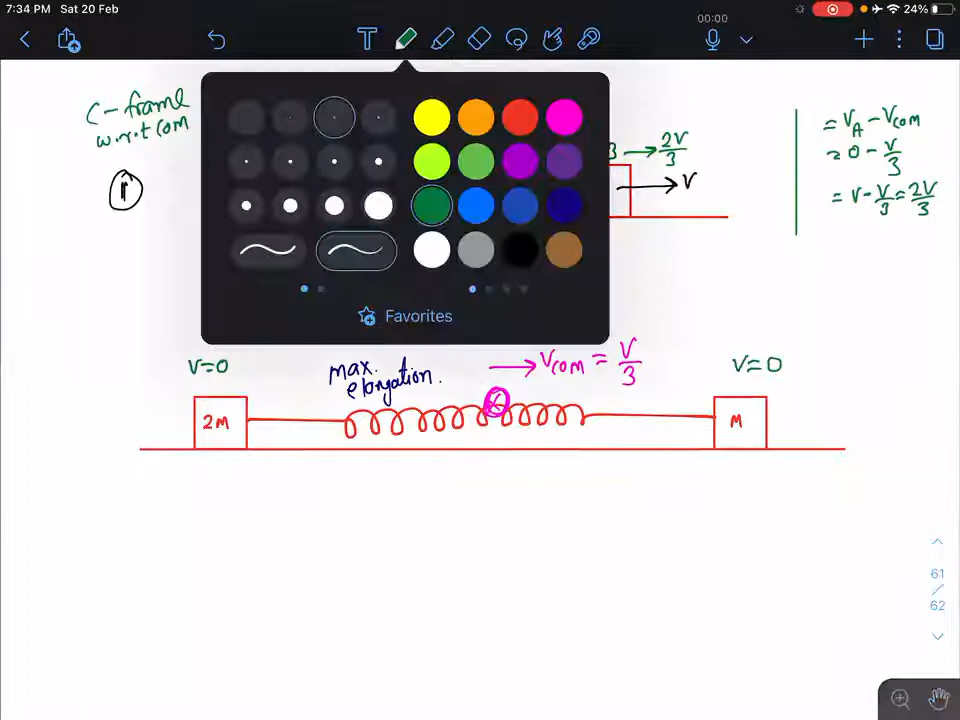 7:34 PM Sat 20 Feb
24%
00:00
T
C-frame
w.r.t com
= VA - VCOM
= 0 - V/3
= V - V/3 = 2V/3
→ 2V/3
→ V
Favorites
V=0
max.
elongation.
→ VCOM = V/3
V=0
2M
M
61
/
62